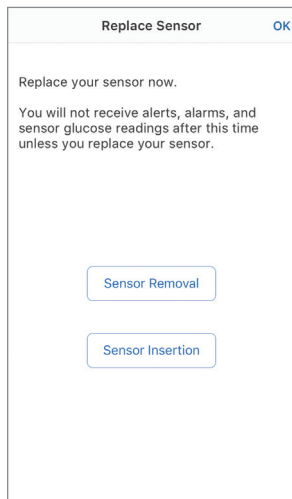 Replace Sensor
OK
Replace your sensor now.
You will not receive alerts, alarms, and
sensor glucose readings after this time
unless you replace your sensor.
Sensor Removal
Sensor Insertion